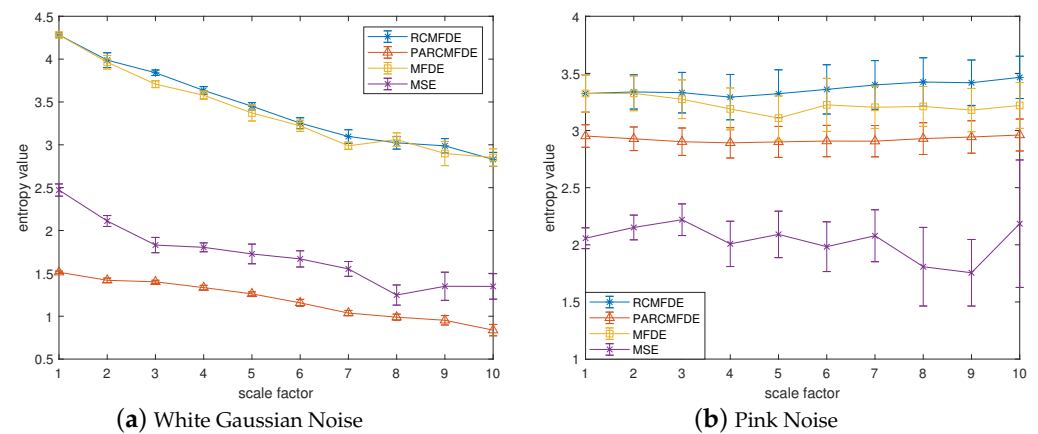 4.5
4
3.5
3
2.5
2
1.5
1
0.5
entropy value
RCMFDE
PARCMFDE
MFDE
MSE
1 2 3 4 5 6 7 8 9 10
scale factor
(a) White Gaussian Noise
4
3.5
3
2.5
2
1.5
1
entropy value
RCMFDE
PARCMFDE
MFDE
MSE
1 2 3 4 5 6 7 8 9 10
scale factor
(b) Pink Noise